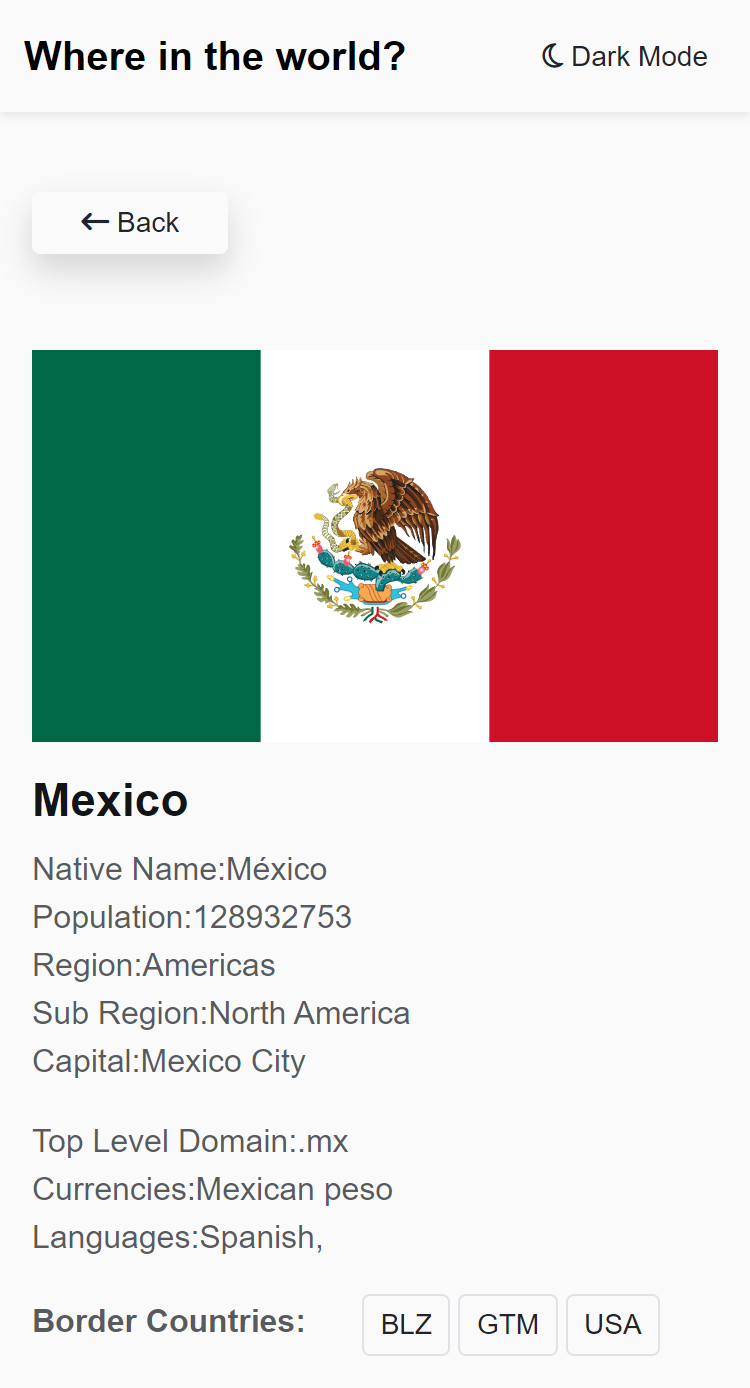 Where in the world?
Dark Mode
Back
Mexico
Native Name:México
Population:128932753
Region:Americas
Sub Region:North America
Capital:Mexico City
Top Level Domain:.mx
Currencies:Mexican peso
Languages:Spanish,
Border Countries: BLZ GTM USA